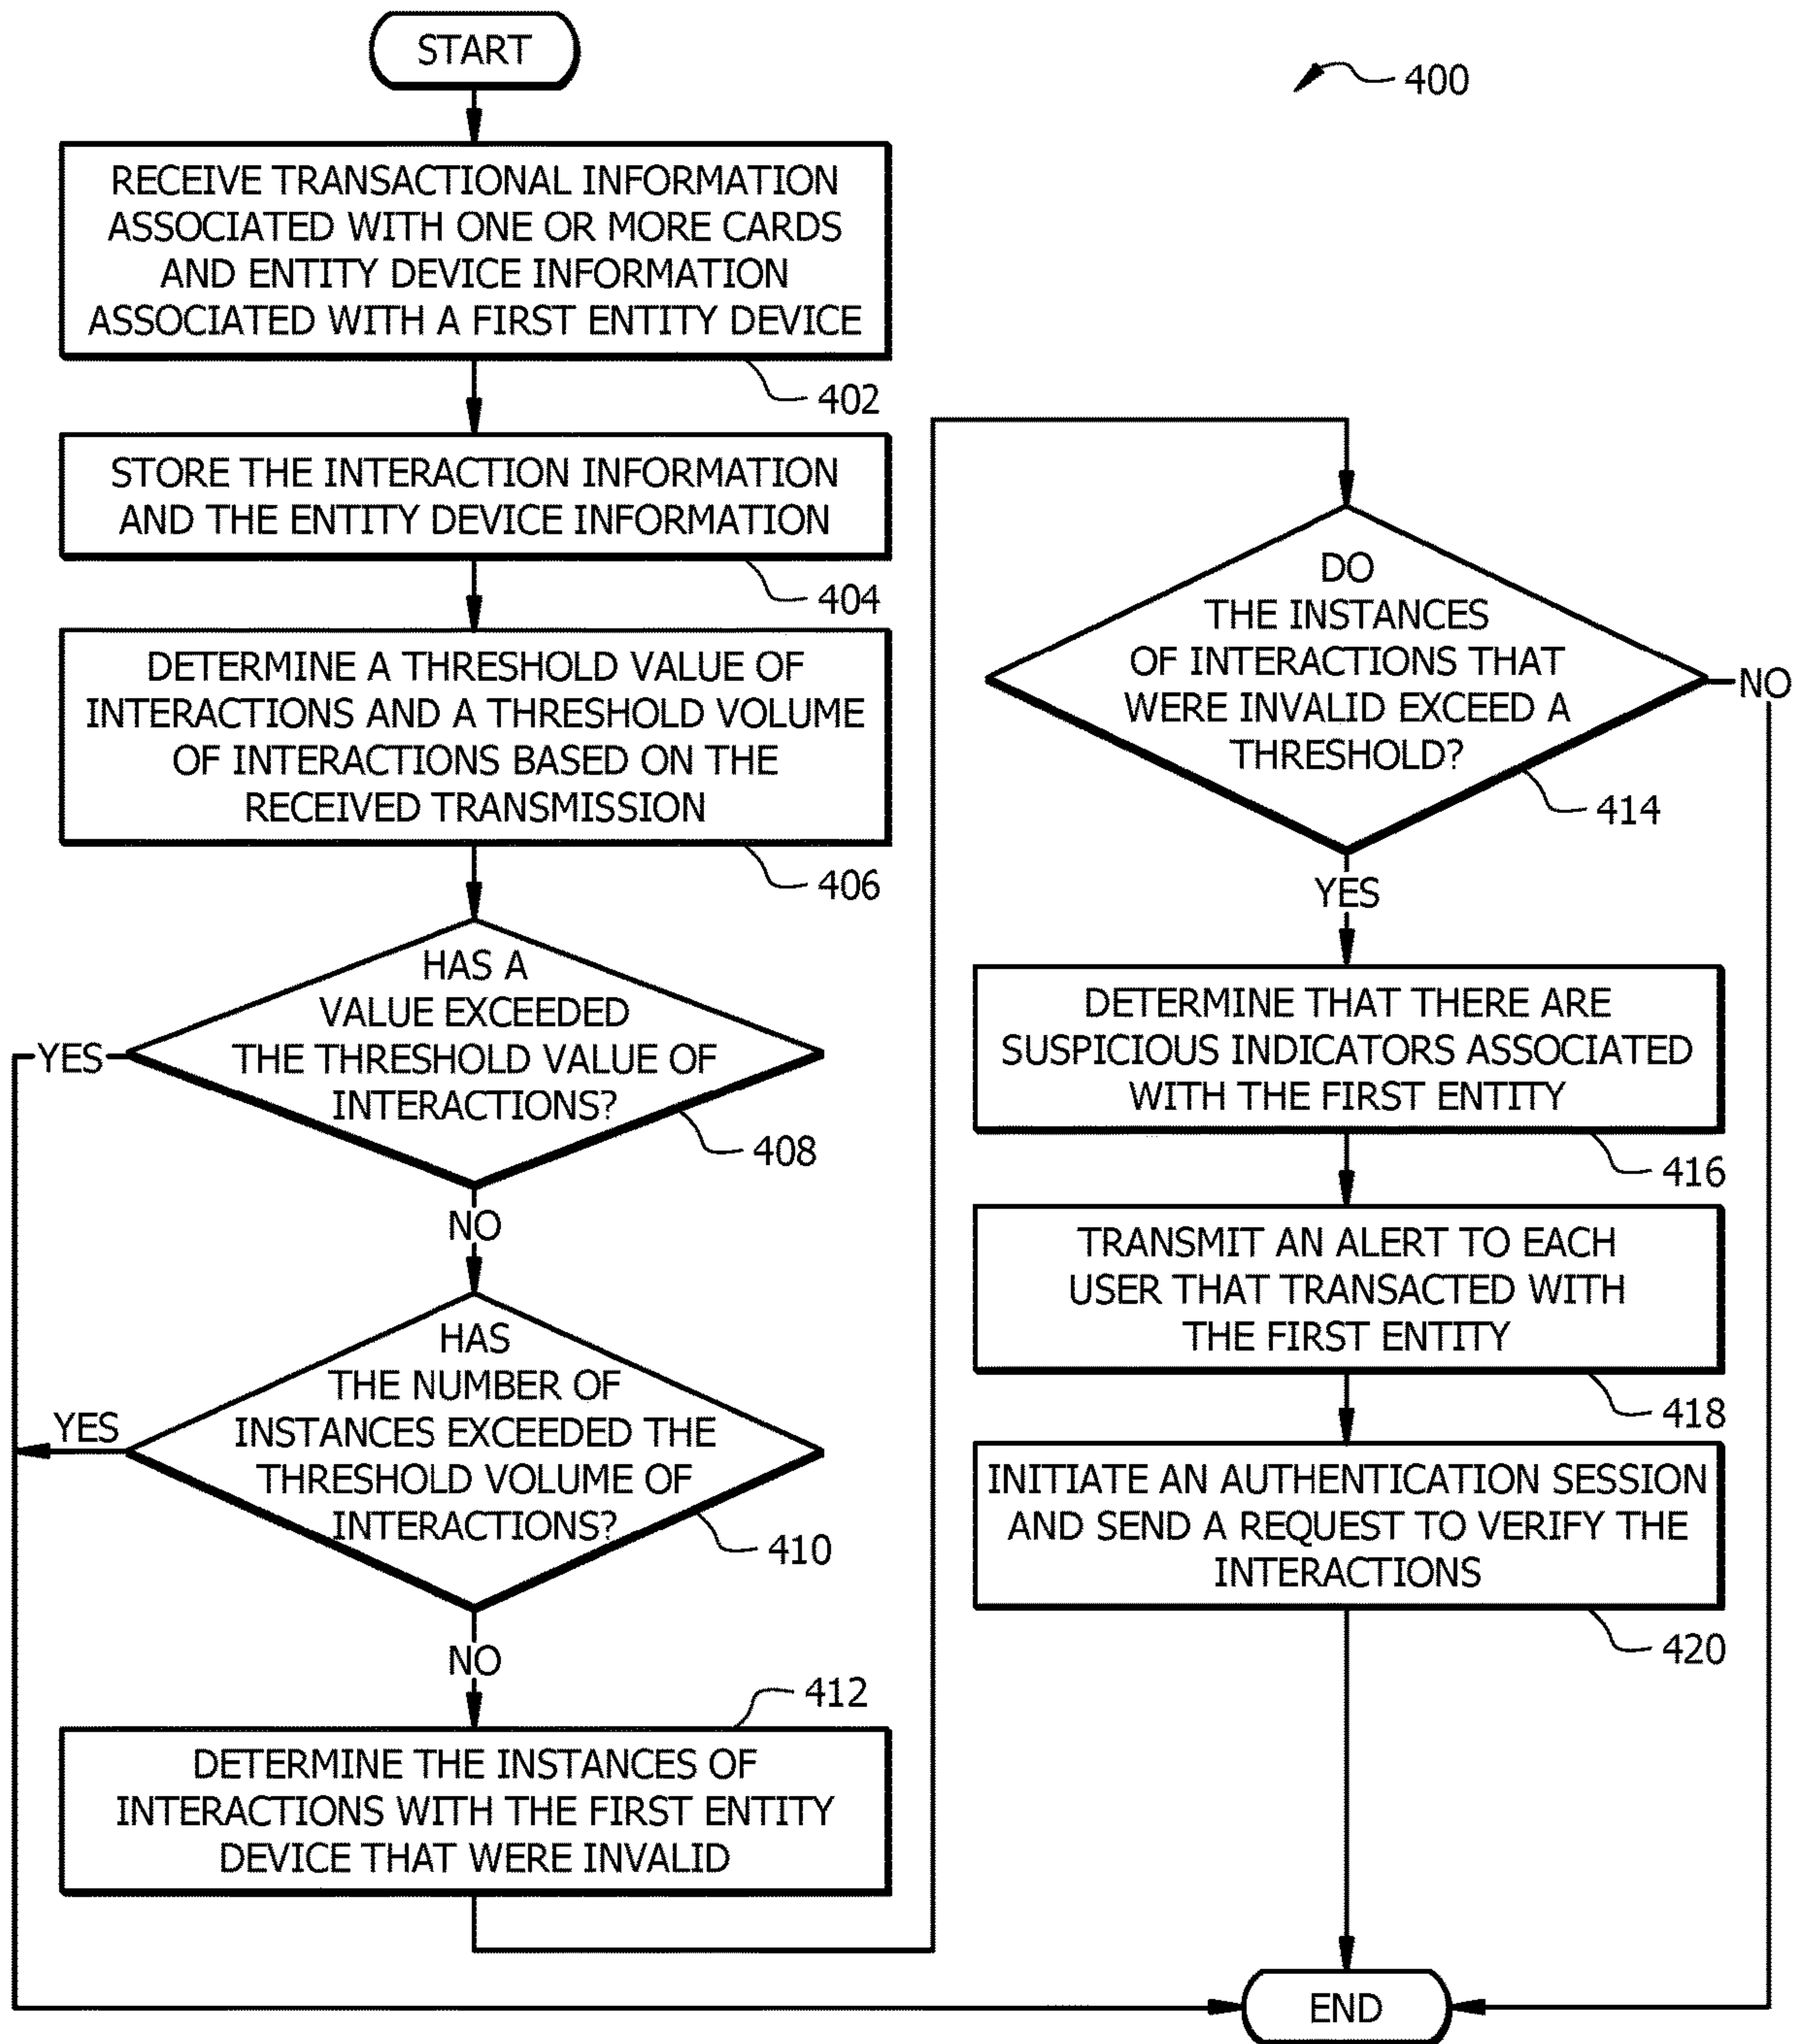 START
400
RECEIVE TRANSACTIONAL INFORMATION
ASSOCIATED WITH ONE OR MORE CARDS
AND ENTITY DEVICE INFORMATION
ASSOCIATED WITH A FIRST ENTITY DEVICE
402
STORE THE INTERACTION INFORMATION
AND THE ENTITY DEVICE INFORMATION
404
DETERMINE A THRESHOLD VALUE OF
INTERACTIONS AND A THRESHOLD VOLUME
OF INTERACTIONS BASED ON THE
RECEIVED TRANSMISSION
406
HAS A
VALUE EXCEEDED
THE THRESHOLD VALUE OF
INTERACTIONS?
YES
408
NO
HAS
THE NUMBER OF
INSTANCES EXCEEDED THE
THRESHOLD VOLUME OF
INTERACTIONS?
YES
410
NO
412
DETERMINE THE INSTANCES OF
INTERACTIONS WITH THE FIRST ENTITY
DEVICE THAT WERE INVALID
DO
THE INSTANCES
OF INTERACTIONS THAT
WERE INVALID EXCEED A
THRESHOLD?
NO
414
YES
DETERMINE THAT THERE ARE
SUSPICIOUS INDICATORS ASSOCIATED
WITH THE FIRST ENTITY
416
TRANSMIT AN ALERT TO EACH
USER THAT TRANSACTED WITH
THE FIRST ENTITY
418
INITIATE AN AUTHENTICATION SESSION
AND SEND A REQUEST TO VERIFY THE
INTERACTIONS
420
END